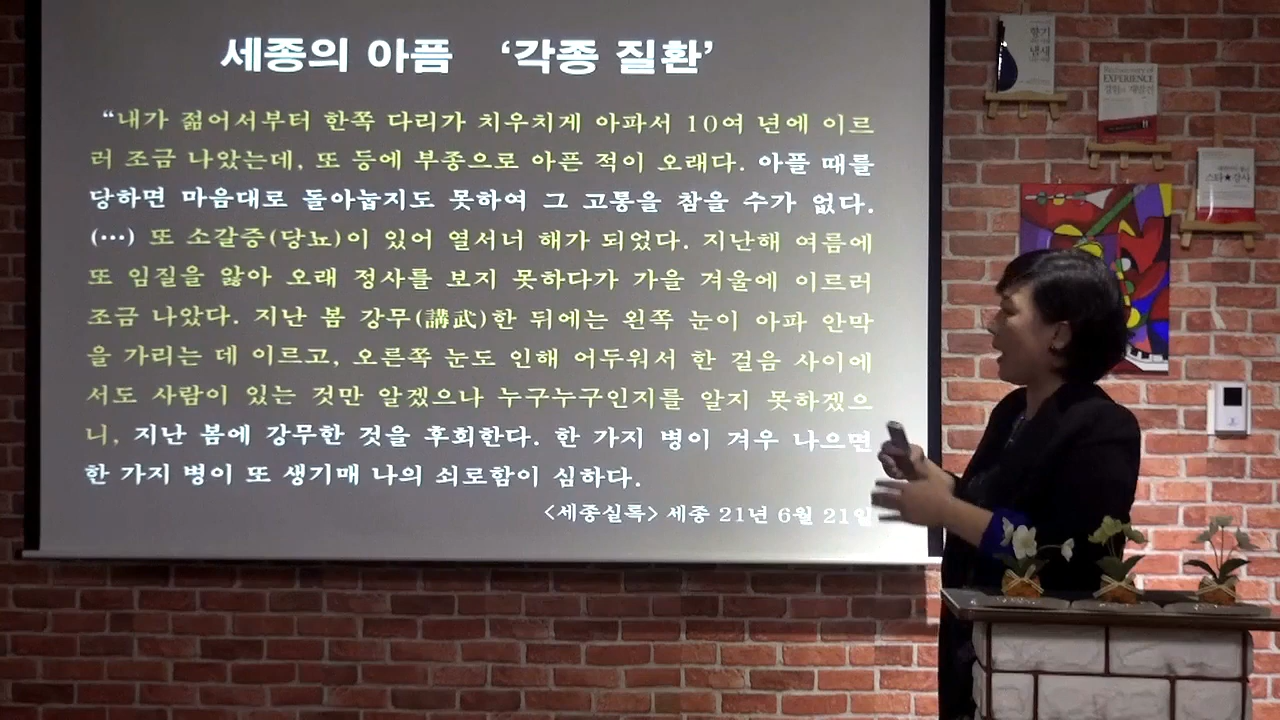 세종의 아픔 ‘각종 질환’
“내가 젊어서부터 한쪽 다리가 치우치게 아파서 10여 년에 이르
러 조금 나았는데, 또 등에 부종으로 아픈 적이 오래다. 아플 때를
당하면 마음대로 돌아눕지도 못하여 그 고통을 참을 수가 없다.
(…) 또 소갈증(당뇨)이 있어 열서너 해가 되었다. 지난해 여름에
또 임질을 앓아 오래 정사를 보지 못하다가 가을 겨울에 이르러
조금 나았다. 지난 봄 강무(講武)한 뒤에는 왼쪽 눈이 아파 안막
을 가리는 데 이르고, 오른쪽 눈도 인해 어두워서 한 걸음 사이에
서도 사람이 있는 것만 알겠으나 누구누구인지를 알지 못하겠으
니, 지난 봄에 강무한 것을 후회한다. 한 가지 병이 겨우 나으면
한 가지 병이 또 생기매 나의 쇠로함이 심하다.
<세종실록> 세종 21년 6월 21일
향기
냄새
EXPERIENCE
스타★강사